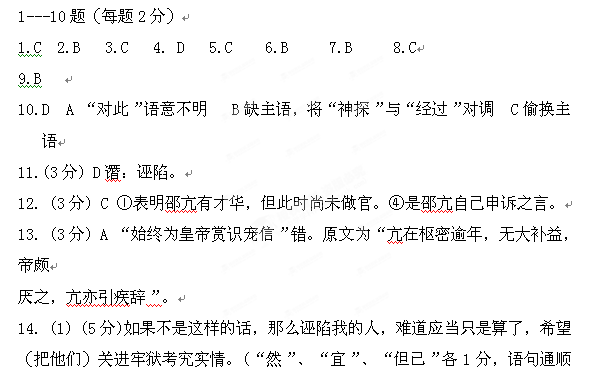 1---10题（每题2分）
1.C 2.B 3.C 4. D 5.C 6.B 7.B 8.C
9.B
10.D A “对此”语意不明 B缺主语，将“神探”与“经过”对调 C偷换主
语
11.(3分) D谮：诬陷。
12. (3分) C ①表明邵亢有才华，但此时尚未做官。④是邵亢自己申诉之言。
13. (3分) A “始终为皇帝赏识宠信”错。原文为“亢在枢密逾年，无大补益，
帝颇
厌之，亢亦引疾辞”。
14. (1) (5分)如果不是这样的话，那么诬陷我的人，难道应当只是算了，希望
（把他们）关进牢狱考究实情。（“然”、“宜”、“但已”各1分，语句通顺